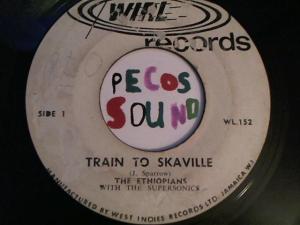 WIRL
records
PECOS
SOUND
SIDE 1
WL.152
TRAIN TO SKAVILLE
(J. Sparrow)
THE ETHIOPIANS
WITH THE SUPERSONICS
MANUFACTURED BY WEST INDIES RECORDS LTD. JAMAICA W.I.